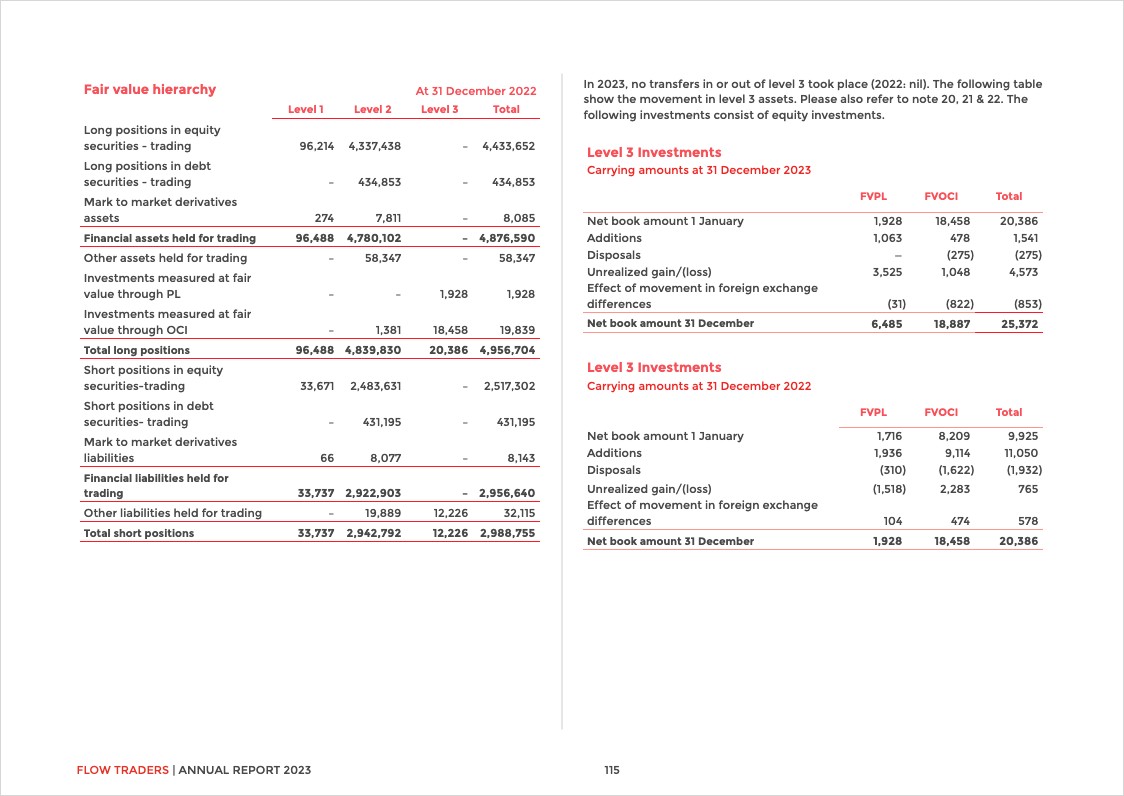 Fair value hierarchy At 31 December 2022
Level 1 Level 2 Level 3 Total
Long positions in equity
securities - trading 96,214 4,337,438 – 4,433,652
Long positions in debt
securities - trading – 434,853 – 434,853
Mark to market derivatives
assets 274 7,811 – 8,085
Financial assets held for trading 96,488 4,780,102 – 4,876,590
Other assets held for trading – 58,347 – 58,347
Investments measured at fair
value through PL – – 1,928 1,928
Investments measured at fair
value through OCI – 1,381 18,458 19,839
Total long positions 96,488 4,839,830 20,386 4,956,704
Short positions in equity
securities-trading 33,671 2,483,631 – 2,517,302
Short positions in debt
securities- trading – 431,195 – 431,195
Mark to market derivatives
liabilities 66 8,077 – 8,143
Financial liabilities held for
trading 33,737 2,922,903 – 2,956,640
Other liabilities held for trading – 19,889 12,226 32,115
Total short positions 33,737 2,942,792 12,226 2,988,755
In 2023, no transfers in or out of level 3 took place (2022: nil). The following table
show the movement in level 3 assets. Please also refer to note 20, 21 & 22. The
following investments consist of equity investments.
Level 3 Investments
Carrying amounts at 31 December 2023
FVPL FVOCI Total
Net book amount 1 January 1,928 18,458 20,386
Additions 1,063 478 1,541
Disposals — (275) (275)
Unrealized gain/(loss) 3,525 1,048 4,573
Effect of movement in foreign exchange
differences (31) (822) (853)
Net book amount 31 December 6,485 18,887 25,372
Level 3 Investments
Carrying amounts at 31 December 2022
FVPL FVOCI Total
Net book amount 1 January 1,716 8,209 9,925
Additions 1,936 9,114 11,050
Disposals (310) (1,622) (1,932)
Unrealized gain/(loss) (1,518) 2,283 765
Effect of movement in foreign exchange
differences 104 474 578
Net book amount 31 December 1,928 18,458 20,386
FLOW TRADERS | ANNUAL REPORT 2023 115